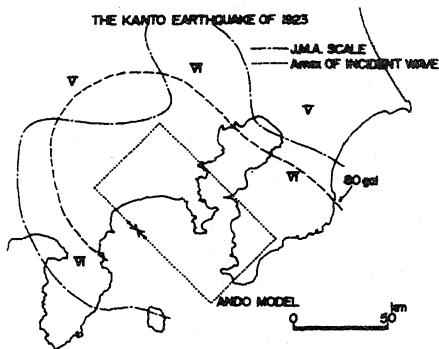 THE KANTO EARTHQUAKE OF 1923
J.M.A. SCALE
Amax OF INCIDENT WAVE
V
VI
V
VI
80 gal
VI
ANDO MODEL
0 50 km